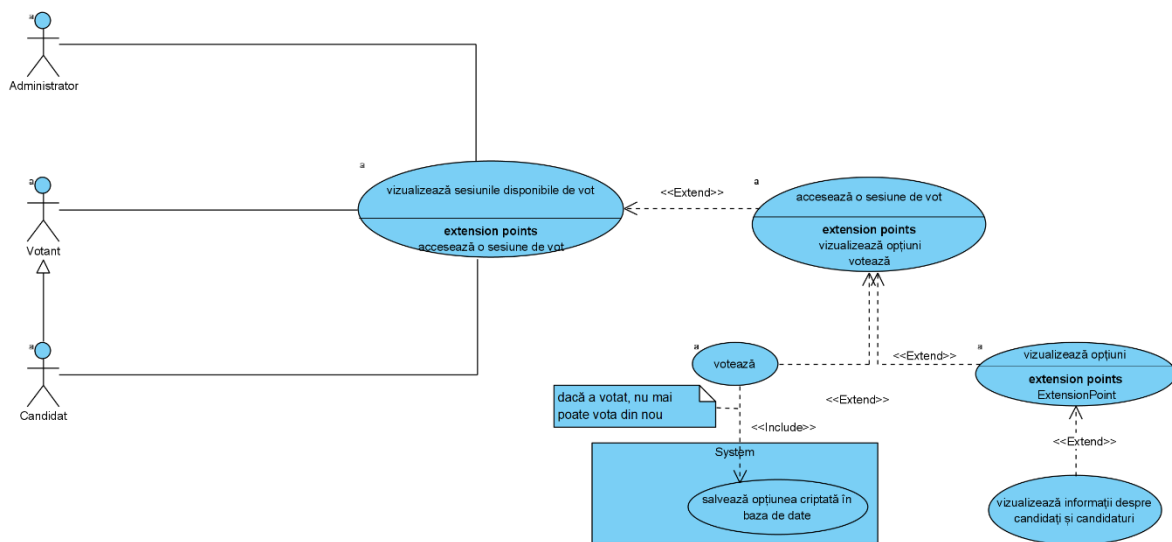 a
Administrator
a
vizualizează sesiunile disponibile de vot
extension points
accesează o sesiune de vot
<<Extend>>
a
accesează o sesiune de vot
extension points
vizualizează opțiuni
votează
a
Votant
a
Candidat
a
votează
<<Extend>>
a
vizualizează opțiuni
extension points
ExtensionPoint
dacă a votat, nu mai
poate vota din nou
<<Extend>>
<<Include>>
<<Extend>>
System
salvează opțiunea criptată în
baza de date
vizualizează informații despre
candidați și candidaturi